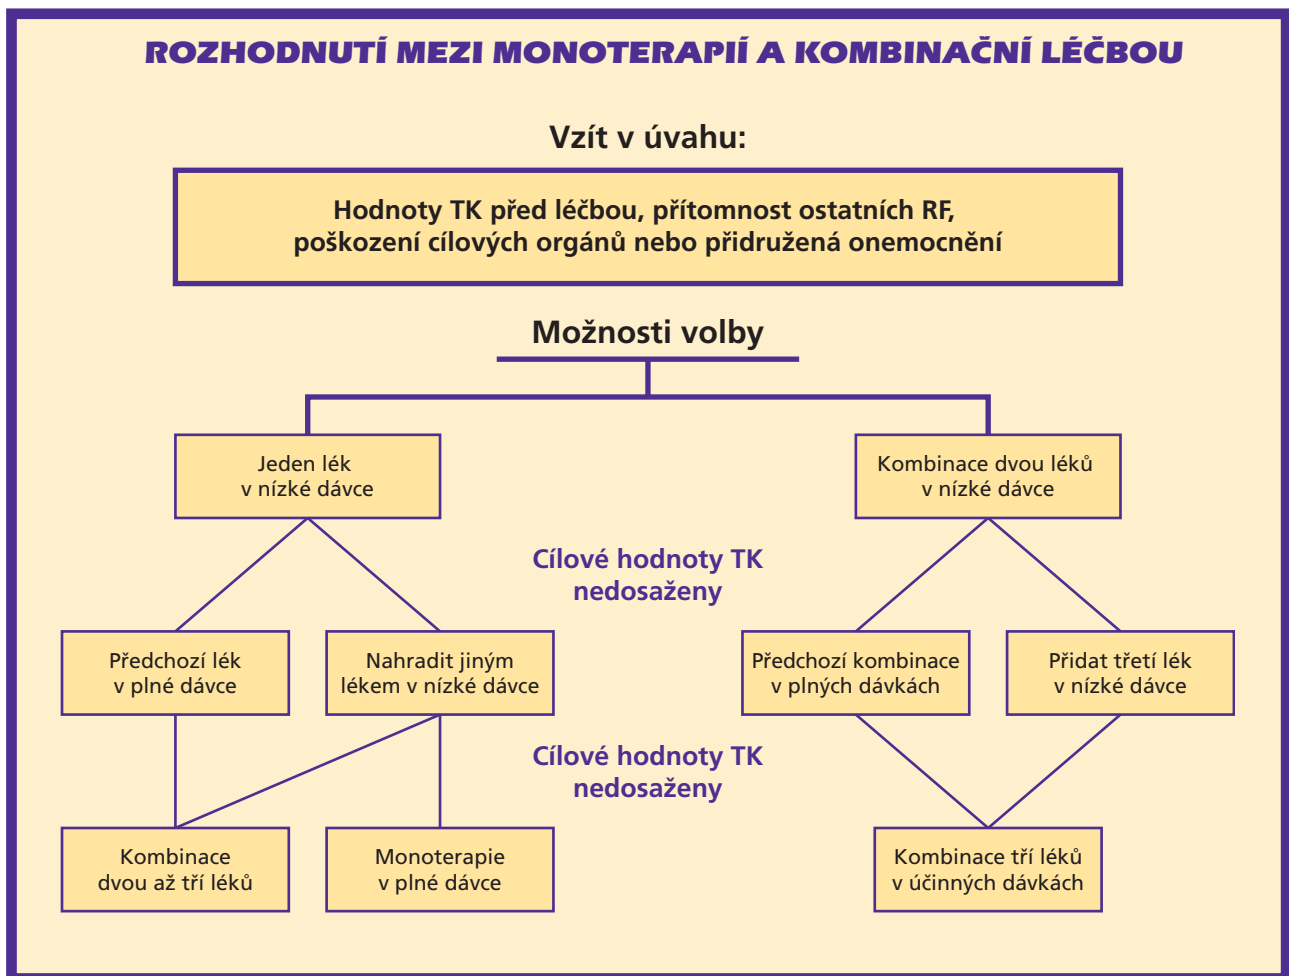 ROZHODNUTÍ MEZI MONOTERAPIÍ A KOMBINAČNÍ LÉČBOU
Vzít v úvahu:
Hodnoty TK před léčbou, přítomnost ostatních RF,
poškození cílových orgánů nebo přidružená onemocnění
Možnosti volby
Jeden lék
v nízké dávce
Kombinace dvou léků
v nízké dávce
Cílové hodnoty TK
nedosaženy
Předchozí lék
v plné dávce
Nahradit jiným
lékem v nízké dávce
Předchozí kombinace
v plných dávkách
Přidat třetí lék
v nízké dávce
Cílové hodnoty TK
nedosaženy
Kombinace
dvou až tří léků
Monoterapie
v plné dávce
Kombinace tří léků
v účinných dávkách